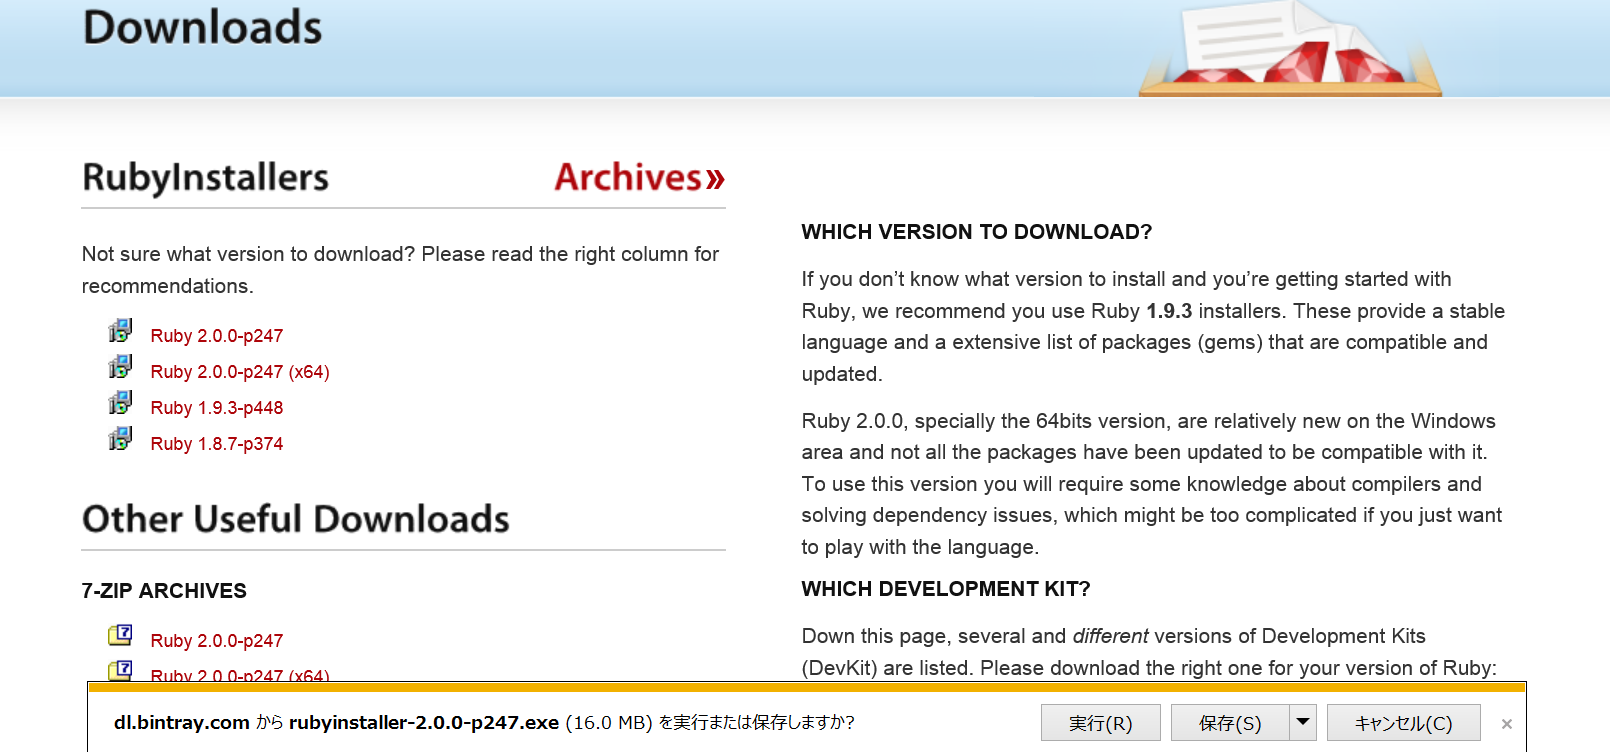 Downloads
RubyInstallers
Archives»
Not sure what version to download? Please read the right column for
recommendations.
Ruby 2.0.0-p247
Ruby 2.0.0-p247 (x64)
Ruby 1.9.3-p448
Ruby 1.8.7-p374
Other Useful Downloads
7-ZIP ARCHIVES
Ruby 2.0.0-p247
Ruby 2.0.0-p247 (x64)
WHICH VERSION TO DOWNLOAD?
If you don’t know what version to install and you’re getting started with
Ruby, we recommend you use Ruby 1.9.3 installers. These provide a stable
language and a extensive list of packages (gems) that are compatible and
updated.
Ruby 2.0.0, specially the 64bits version, are relatively new on the Windows
area and not all the packages have been updated to be compatible with it.
To use this version you will require some knowledge about compilers and
solving dependency issues, which might be too complicated if you just want
to play with the language.
WHICH DEVELOPMENT KIT?
Down this page, several and different versions of Development Kits
(DevKit) are listed. Please download the right one for your version of Ruby:
dl.bintray.com から rubyinstaller-2.0.0-p247.exe (16.0 MB) を実行または保存しますか?
実行(R)
保存(S)
キャンセル(C)
×